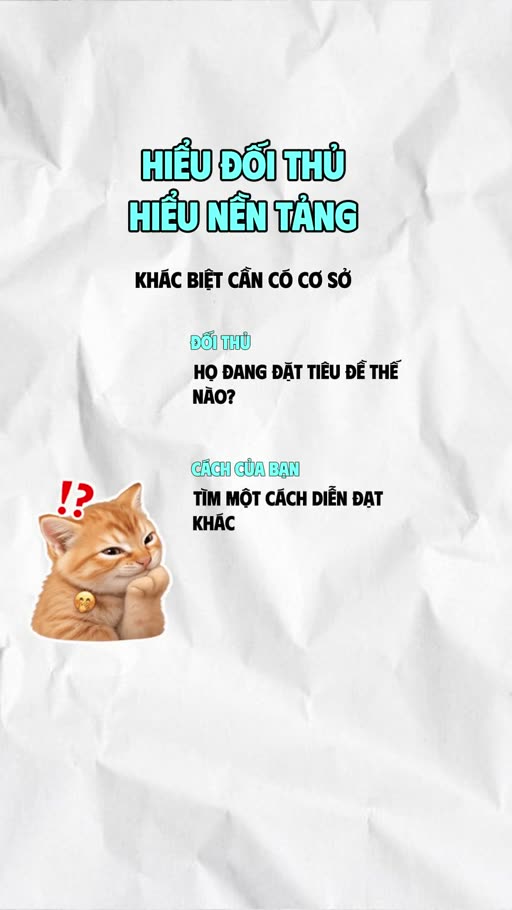 HIỂU ĐỐI THỦ
HIỂU NỀN TẢNG
KHÁC BIỆT CẦN CÓ CƠ SỞ
ĐỐI THỦ
HỌ ĐANG ĐẶT TIÊU ĐỀ THẾ
NÀO?
CÁCH CỦA BẠN
TÌM MỘT CÁCH DIỄN ĐẠT
KHÁC
!?